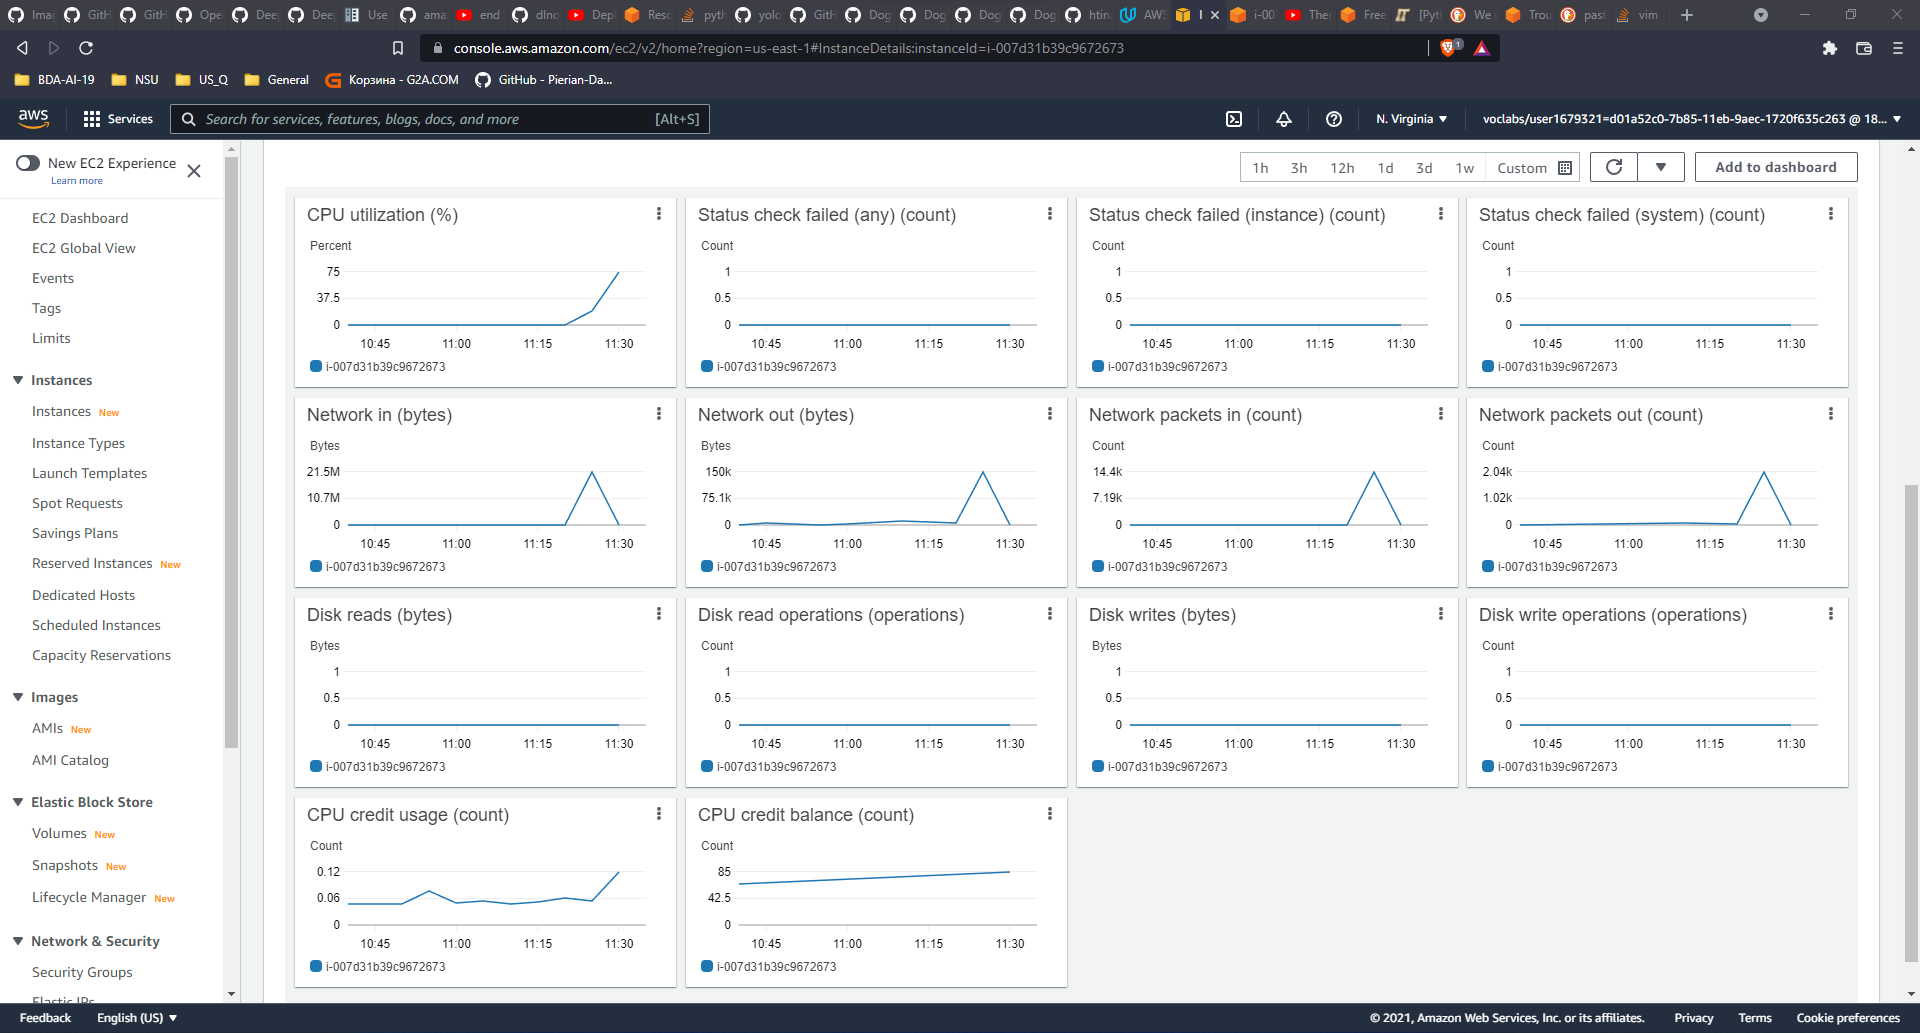 Imag
GitH
GitH
GitH
Ope
Deep
Deep
Use
ama
end
dlno
Depl
Reso
pyth
yolo
GitH
Dog
Dog
Dog
Dog
htin
AWS
i-00
Ther
Free
[Pyt
We
Trou
past
vim
console.aws.amazon.com/ec2/v2/home?region=us-east-1#InstanceDetails:instanceId=i-007d31b39c9672673
1
BDA-AI-19
NSU
US_Q
General
Корзина - G2A.COM
GitHub - Pierian-Da...
aws
Services
Search for services, features, blogs, docs, and more
[Alt+S]
N. Virginia
voclabs/user1679321=d01a52c0-7b85-11eb-9aec-1720f635c263 @ 18...
New EC2 Experience
Learn more
EC2 Dashboard
EC2 Global View
Events
Tags
Limits
Instances
Instances New
Instance Types
Launch Templates
Spot Requests
Savings Plans
Reserved Instances New
Dedicated Hosts
Scheduled Instances
Capacity Reservations
Images
AMIs New
AMI Catalog
Elastic Block Store
Volumes New
Snapshots New
Lifecycle Manager New
Network & Security
Security Groups
Elastic IPs
1h 3h 12h 1d 3d 1w Custom
Add to dashboard
CPU utilization (%)
Percent
75
37.5
0
10:45 11:00 11:15 11:30
i-007d31b39c9672673
Status check failed (any) (count)
Count
1
0.5
0
10:45 11:00 11:15 11:30
i-007d31b39c9672673
Status check failed (instance) (count)
Count
1
0.5
0
10:45 11:00 11:15 11:30
i-007d31b39c9672673
Status check failed (system) (count)
Count
1
0.5
0
10:45 11:00 11:15 11:30
i-007d31b39c9672673
Network in (bytes)
Bytes
21.5M
10.7M
0
10:45 11:00 11:15 11:30
i-007d31b39c9672673
Network out (bytes)
Bytes
150k
75.1k
0
10:45 11:00 11:15 11:30
i-007d31b39c9672673
Network packets in (count)
Count
14.4k
7.19k
0
10:45 11:00 11:15 11:30
i-007d31b39c9672673
Network packets out (count)
Count
2.04k
1.02k
0
10:45 11:00 11:15 11:30
i-007d31b39c9672673
Disk reads (bytes)
Bytes
1
0.5
0
10:45 11:00 11:15 11:30
i-007d31b39c9672673
Disk read operations (operations)
Count
1
0.5
0
10:45 11:00 11:15 11:30
i-007d31b39c9672673
Disk writes (bytes)
Bytes
1
0.5
0
10:45 11:00 11:15 11:30
i-007d31b39c9672673
Disk write operations (operations)
Count
1
0.5
0
10:45 11:00 11:15 11:30
i-007d31b39c9672673
CPU credit usage (count)
Count
0.12
0.06
0
10:45 11:00 11:15 11:30
i-007d31b39c9672673
CPU credit balance (count)
Count
85
42.5
0
10:45 11:00 11:15 11:30
i-007d31b39c9672673
Feedback
English (US)
© 2021, Amazon Web Services, Inc. or its affiliates.
Privacy
Terms
Cookie preferences